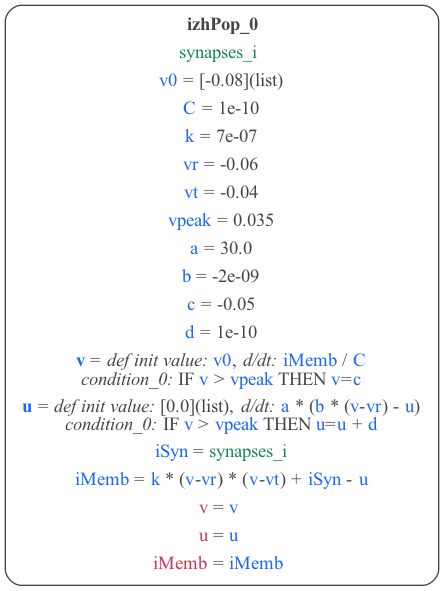 izhPop_0
synapses_i
v0 = [-0.08](list)
C = 1e-10
k = 7e-07
vr = -0.06
vt = -0.04
vpeak = 0.035
a = 30.0
b = -2e-09
c = -0.05
d = 1e-10
v = def init value: v0, d/dt: iMemb / C
condition_0: IF v > vpeak THEN v=c
u = def init value: [0.0](list), d/dt: a * (b * (v-vr) - u)
condition_0: IF v > vpeak THEN u=u + d
iSyn = synapses_i
iMemb = k * (v-vr) * (v-vt) + iSyn - u
v = v
u = u
iMemb = iMemb